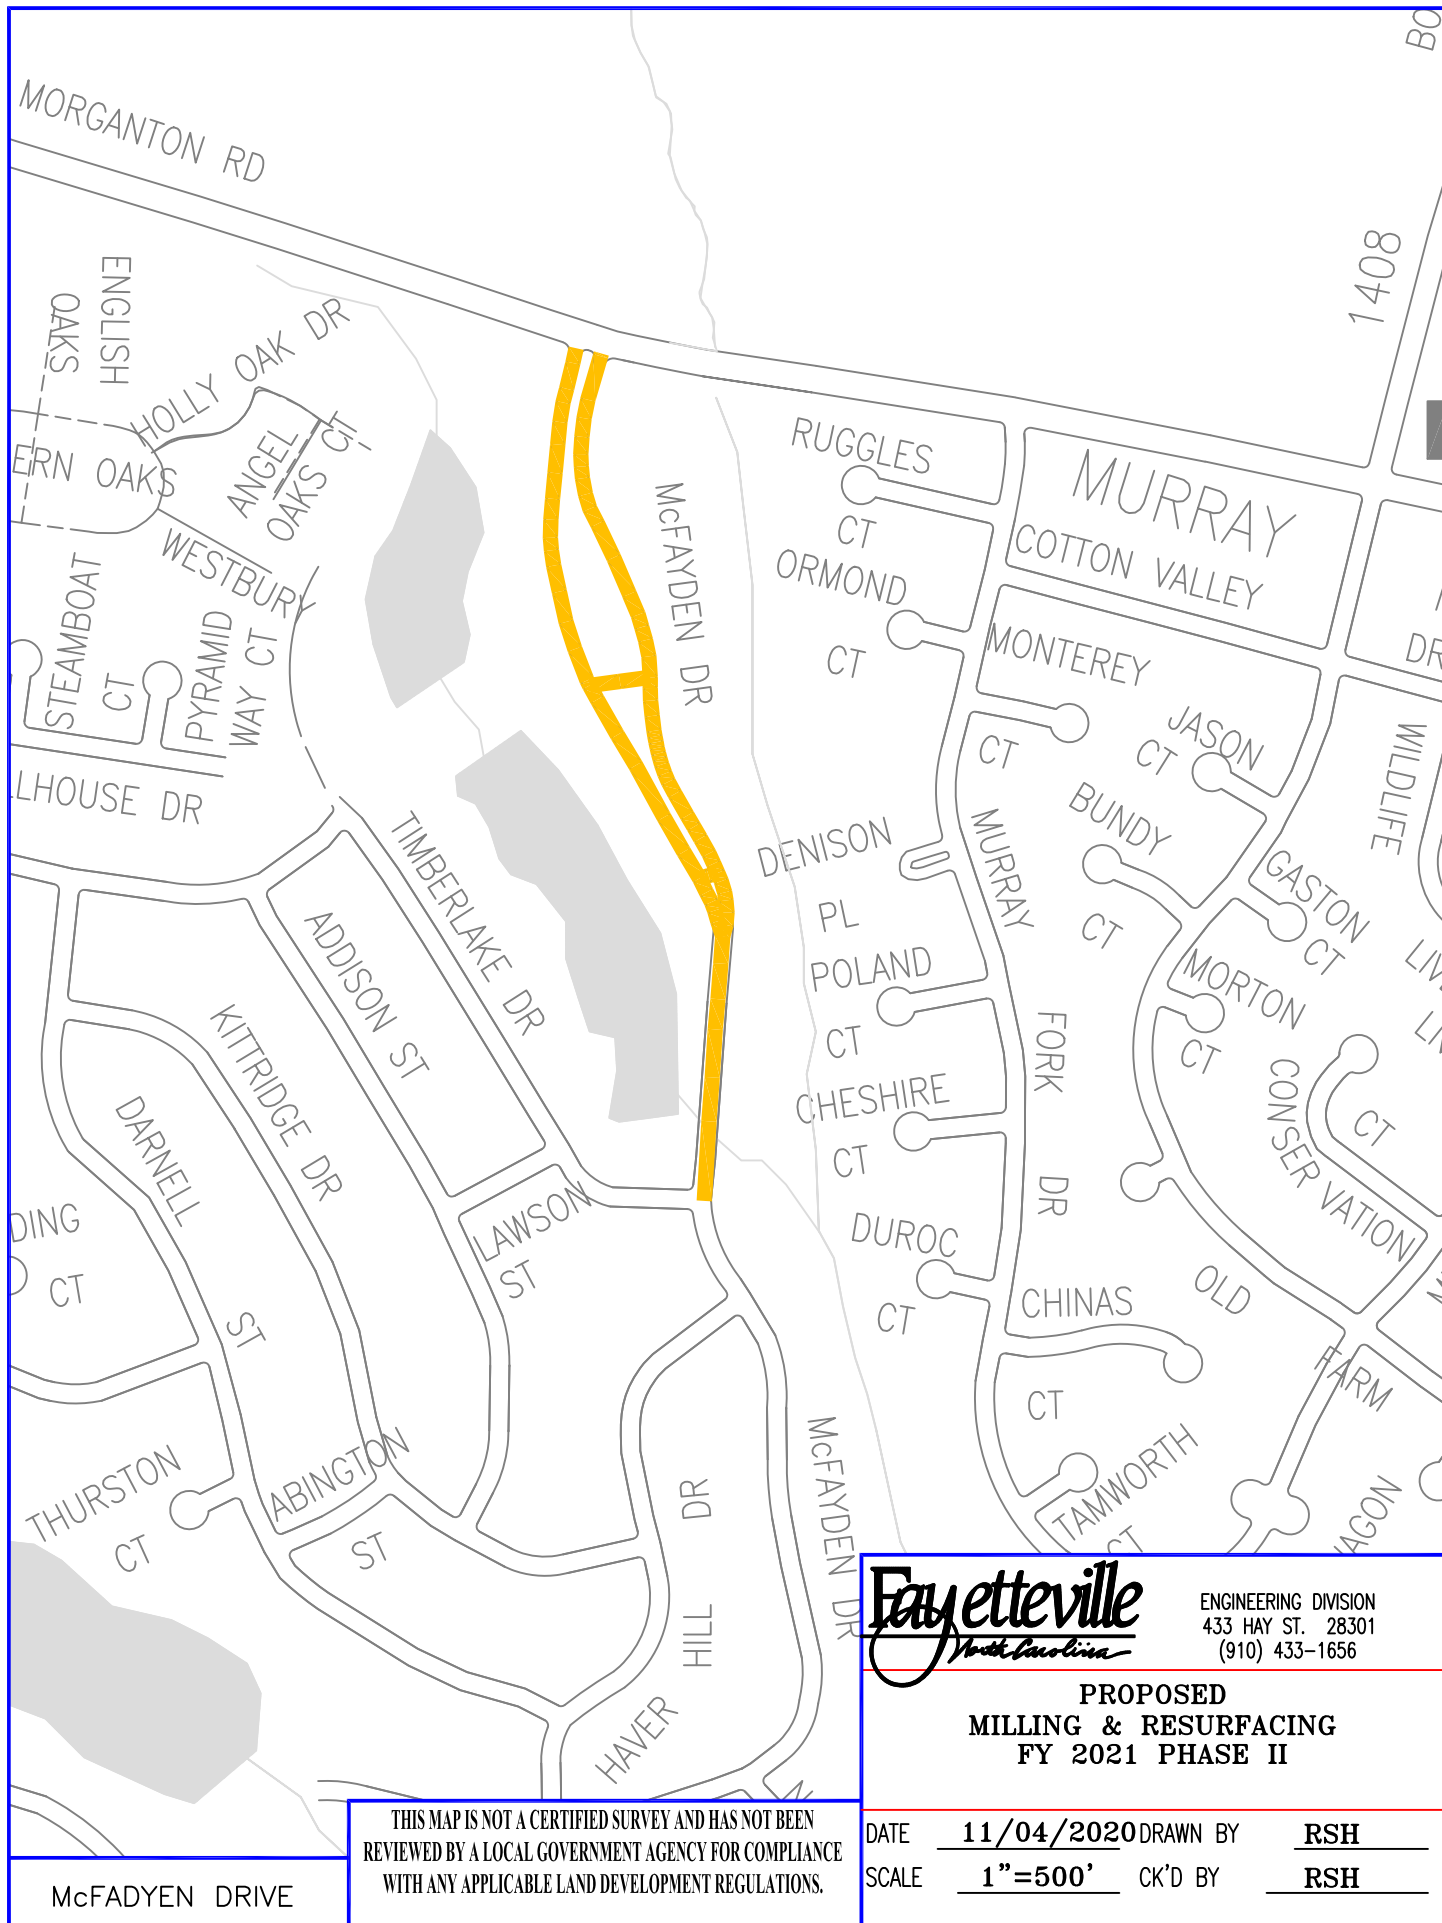 BO
MORGANTON RD
1408
ENGLISH
OAKS
HOLLY OAK DR
ANGEL
OAKS CT
ERN OAKS
WESTBURY
STEAMBOAT
CT
PYRAMID
WAY CT
LHOUSE DR
McFAYDEN DR
RUGGLES
CT
ORMOND
CT
MURRAY
COTTON VALLEY
DR
MONTEREY
CT
JASON
CT
WILDLIFE
BUNDY
CT
GASTON
CT
DENISON
PL
MURRAY
FORK
DR
POLAND
CT
MORTON
CT
CHESHIRE
CT
CONSER VATION
CT
TIMBERLAKE DR
ADDISON ST
KITTRIDGE DR
DARNELL
ST
DING
CT
LAWSON
ST
DUROC
CT
CHINAS
CT
OLD
FARM
THURSTON
CT
ABINGTON
ST
HAVER
HILL
DR
McFAYDEN DR
TAMWORTH
CT
AGON
Fayetteville
North Carolina
ENGINEERING DIVISION
433 HAY ST. 28301
(910) 433-1656
PROPOSED
MILLING & RESURFACING
FY 2021 PHASE II
DATE 11/04/2020 DRAWN BY RSH
SCALE 1"=500' CK'D BY RSH
THIS MAP IS NOT A CERTIFIED SURVEY AND HAS NOT BEEN
REVIEWED BY A LOCAL GOVERNMENT AGENCY FOR COMPLIANCE
WITH ANY APPLICABLE LAND DEVELOPMENT REGULATIONS.
McFADYEN DRIVE